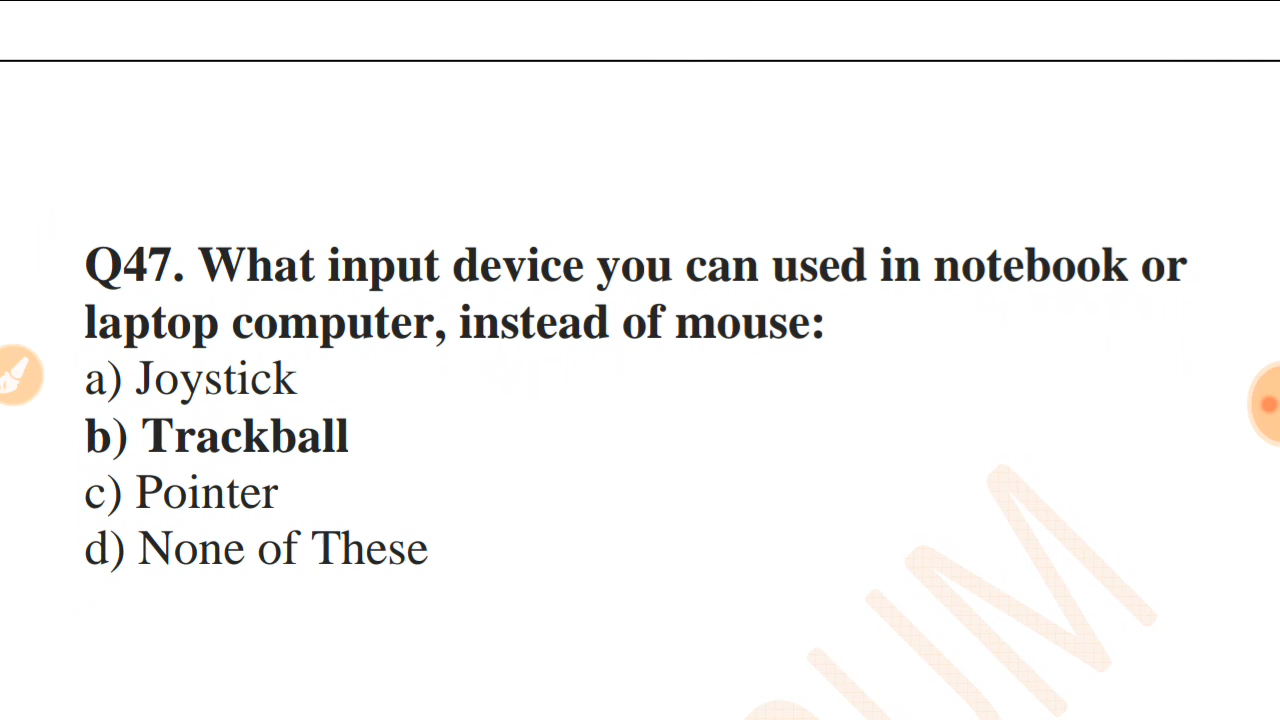 Q47. What input device you can used in notebook or
laptop computer, instead of mouse:
a) Joystick
b) Trackball
c) Pointer
d) None of These